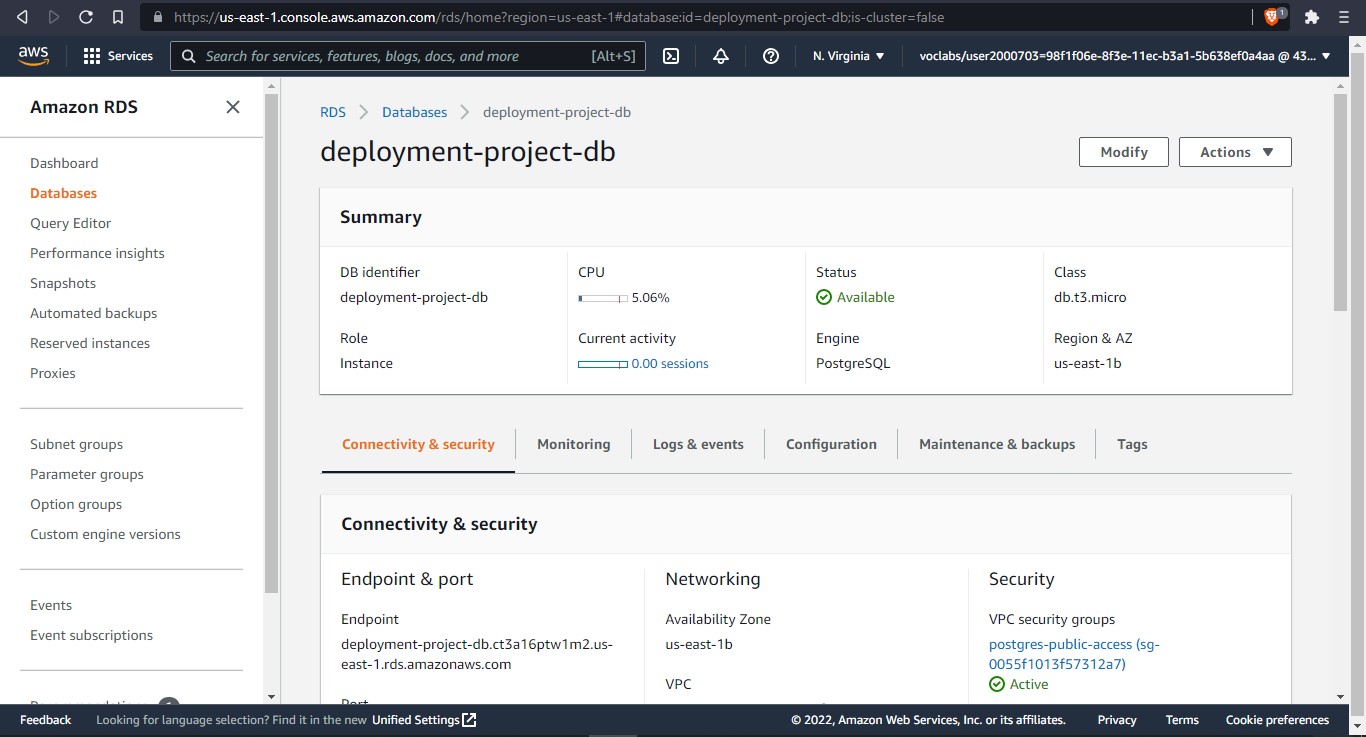 https://us-east-1.console.aws.amazon.com/rds/home?region=us-east-1#database:id=deployment-project-db;is-cluster=false
1
aws
Services
Search for services, features, blogs, docs, and more
[Alt+S]
N. Virginia
voclabs/user2000703=98f1f06e-8f3e-11ec-b3a1-5b638ef0a4aa @ 43...
Amazon RDS
Dashboard
Databases
Query Editor
Performance insights
Snapshots
Automated backups
Reserved instances
Proxies
Subnet groups
Parameter groups
Option groups
Custom engine versions
Events
Event subscriptions
RDS
Databases
deployment-project-db
deployment-project-db
Modify
Actions
Summary
DB identifier
deployment-project-db
CPU
5.06%
Status
Available
Class
db.t3.micro
Role
Instance
Current activity
0.00 sessions
Engine
PostgreSQL
Region & AZ
us-east-1b
Connectivity & security
Monitoring
Logs & events
Configuration
Maintenance & backups
Tags
Connectivity & security
Endpoint & port
Endpoint
deployment-project-db.ct3a16ptw1m2.us-
east-1.rds.amazonaws.com
Port
Networking
Availability Zone
us-east-1b
VPC
Security
VPC security groups
postgres-public-access (sg-
0055f1013f57312a7)
Active
Feedback
Looking for language selection? Find it in the new Unified Settings
© 2022, Amazon Web Services, Inc. or its affiliates.
Privacy
Terms
Cookie preferences